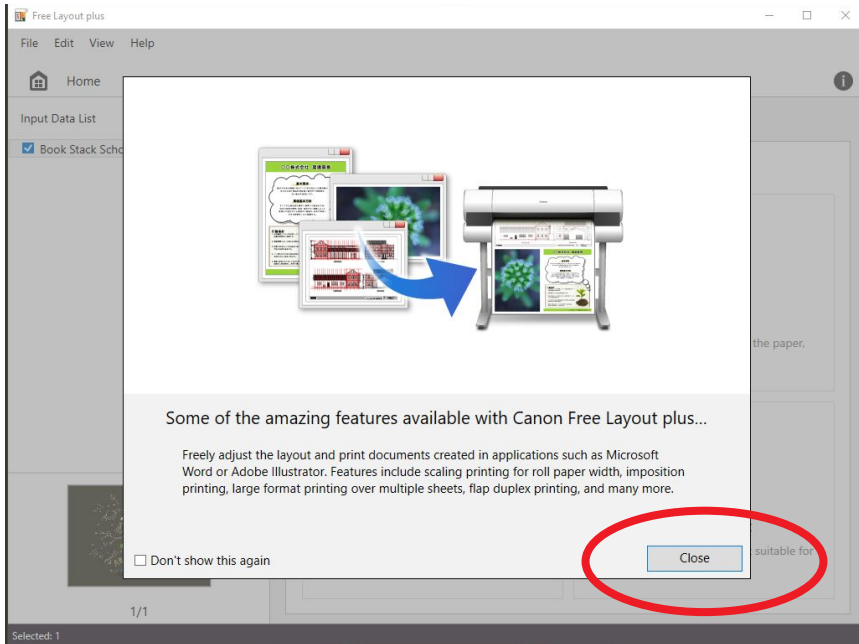 Free Layout plus
File Edit View Help
Home
Input Data List
Book Stack Scho
the paper.
Some of the amazing features available with Canon Free Layout plus...
Freely adjust the layout and print documents created in applications such as Microsoft
Word or Adobe Illustrator. Features include scaling printing for roll paper width, imposition
printing, large format printing over multiple sheets, flap duplex printing, and many more.
Don't show this again
Close
suitable for
1/1
Selected: 1